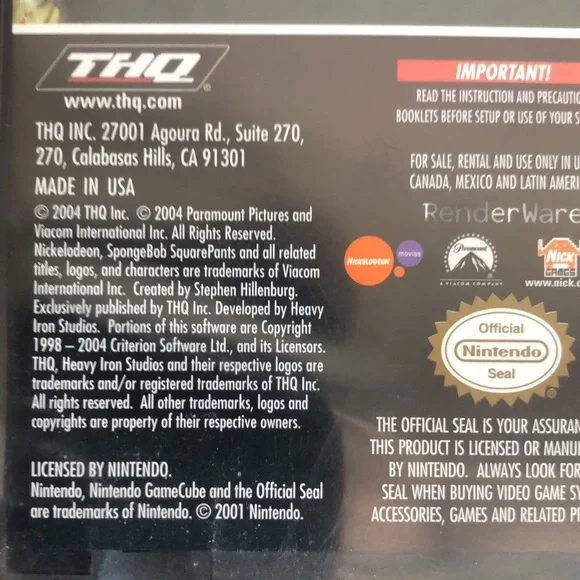 THQ
www.thq.com
THQ INC. 27001 Agoura Rd., Suite 270,
270, Calabasas Hills, CA 91301
MADE IN USA
© 2004 THQ Inc. © 2004 Paramount Pictures and
Viacom International Inc. All Rights Reserved.
Nickelodeon, SpongeBob SquarePants and all related
titles, logos, and characters are trademarks of Viacom
International Inc. Created by Stephen Hillenburg.
Exclusively published by THQ Inc. Developed by Heavy
Iron Studios. Portions of this software are Copyright
1998 – 2004 Criterion Software Ltd., and its Licensors.
THQ, Heavy Iron Studios and their respective logos are
trademarks and/or registered trademarks of THQ Inc.
All rights reserved. All other trademarks, logos and
copyrights are property of their respective owners.
LICENSED BY NINTENDO.
Nintendo, Nintendo GameCube and the Official Seal
are trademarks of Nintendo. © 2001 Nintendo.
IMPORTANT!
READ THE INSTRUCTION AND PRECAUTIO
BOOKLETS BEFORE SETUP OR USE OF YOUR S
FOR SALE, RENTAL AND USE ONLY IN U
CANADA, MEXICO AND LATIN AMERI
RenderWare
NICKELODEON movies
Paramount
A VIACOM COMPANY
NICK
GAMES
www.nick.c
Official
Nintendo
Seal
THE OFFICIAL SEAL IS YOUR ASSURAN
THIS PRODUCT IS LICENSED OR MANU
BY NINTENDO. ALWAYS LOOK FOR
SEAL WHEN BUYING VIDEO GAME SY
ACCESSORIES, GAMES AND RELATED P